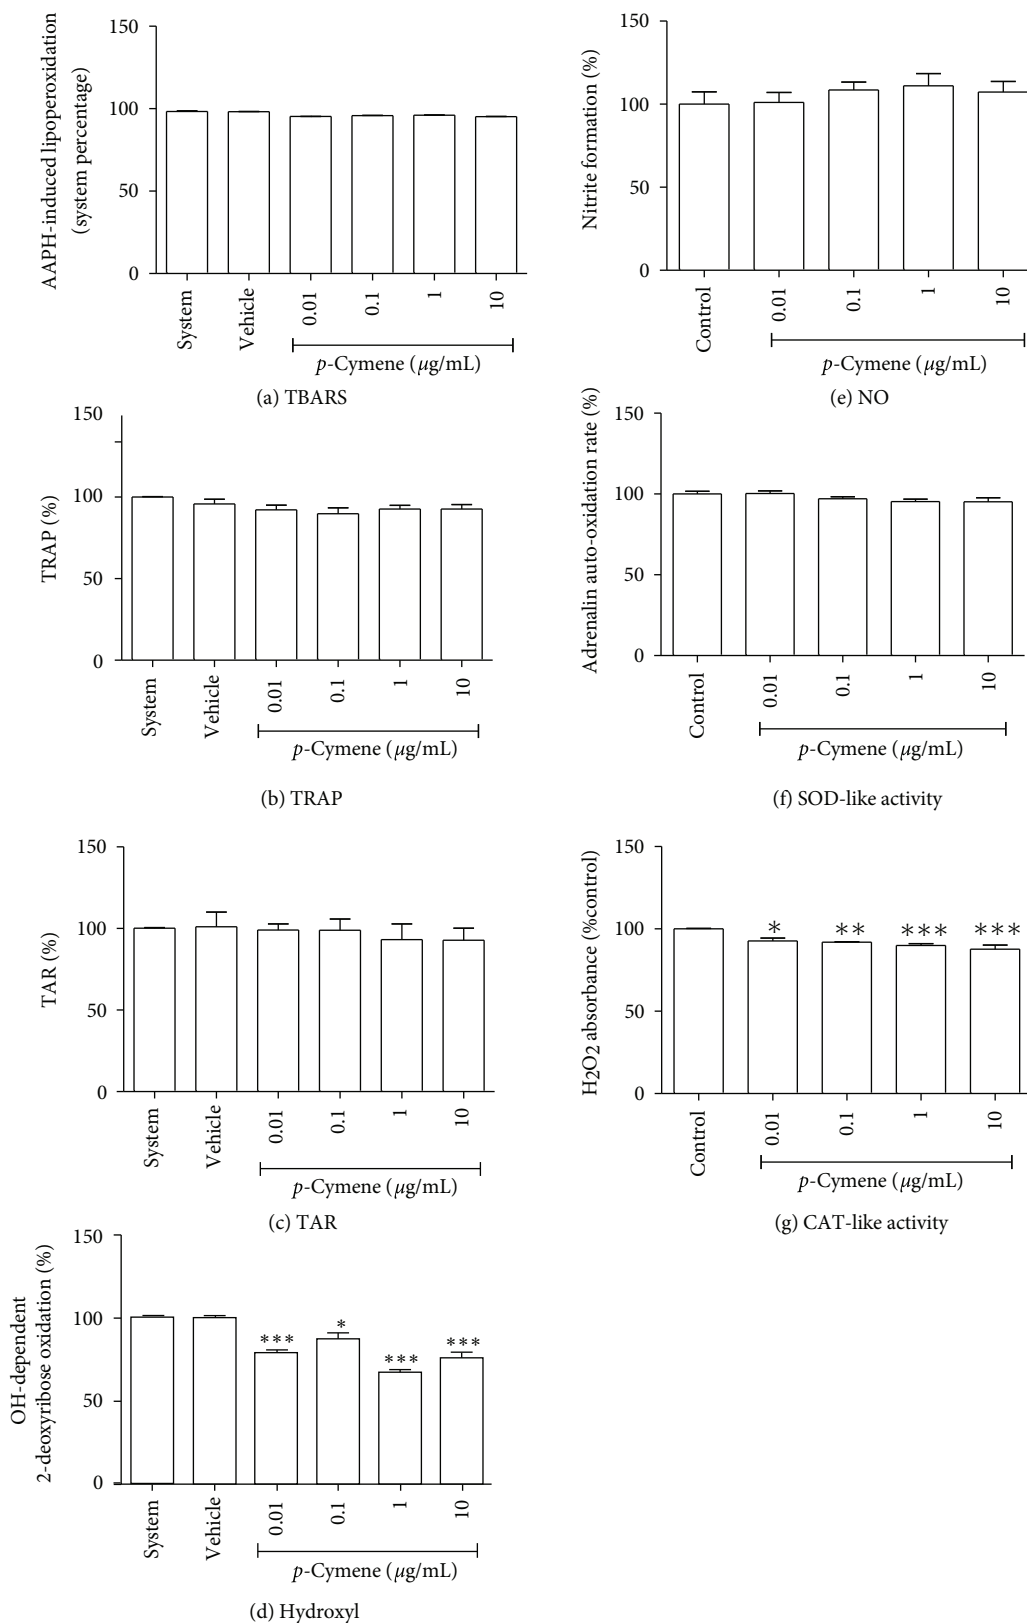 150
100
50
0
AAPH-induced lipoperoxidation
(system percentage)
System
Vehicle
0.01
0.1
1
10
p-Cymene (μg/mL)
(a) TBARS
150
100
50
0
TRAP (%)
System
Vehicle
0.01
0.1
1
10
p-Cymene (μg/mL)
(b) TRAP
150
100
50
0
TAR (%)
System
Vehicle
0.01
0.1
1
10
p-Cymene (μg/mL)
(c) TAR
150
100
50
0
OH-dependent
2-deoxyribose oxidation (%)
***
*
***
***
System
Vehicle
0.01
0.1
1
10
p-Cymene (μg/mL)
(d) Hydroxyl
150
100
50
0
Nitrite formation (%)
Control
0.01
0.1
1
10
p-Cymene (μg/mL)
(e) NO
150
100
50
0
Adrenalin auto-oxidation rate (%)
Control
0.01
0.1
1
10
p-Cymene (μg/mL)
(f) SOD-like activity
150
100
50
0
H2O2 absorbance (%control)
*
**
***
***
Control
0.01
0.1
1
10
p-Cymene (μg/mL)
(g) CAT-like activity